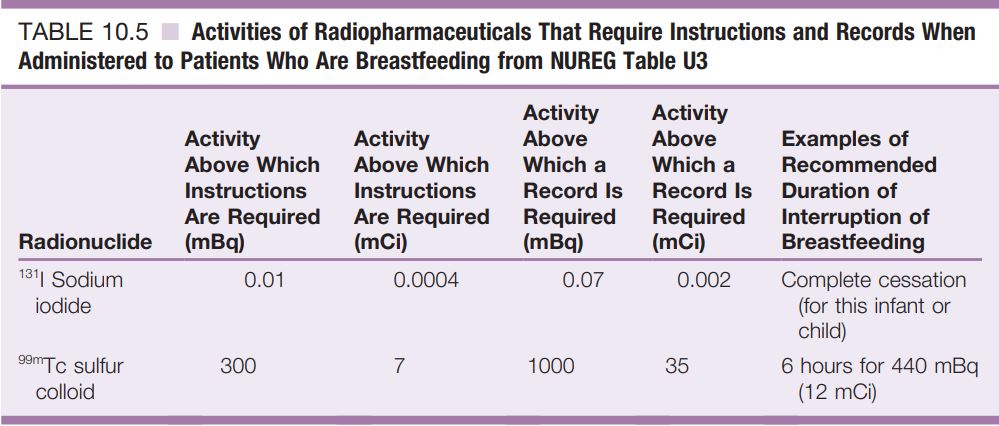 TABLE 10.5 ■ Activities of Radiopharmaceuticals That Require Instructions and Records When
Administered to Patients Who Are Breastfeeding from NUREG Table U3
Radionuclide
Activity
Above Which
Instructions
Are Required
(mBq)
Activity
Above Which
Instructions
Are Required
(mCi)
Activity
Above
Which a
Record Is
Required
(mBq)
Activity
Above
Which a
Record Is
Required
(mCi)
Examples of
Recommended
Duration of
Interruption of
Breastfeeding
¹³¹I Sodium
iodide
0.01
0.0004
0.07
0.002
Complete cessation
(for this infant or
child)
⁹⁹ᵐTc sulfur
colloid
300
7
1000
35
6 hours for 440 mBq
(12 mCi)